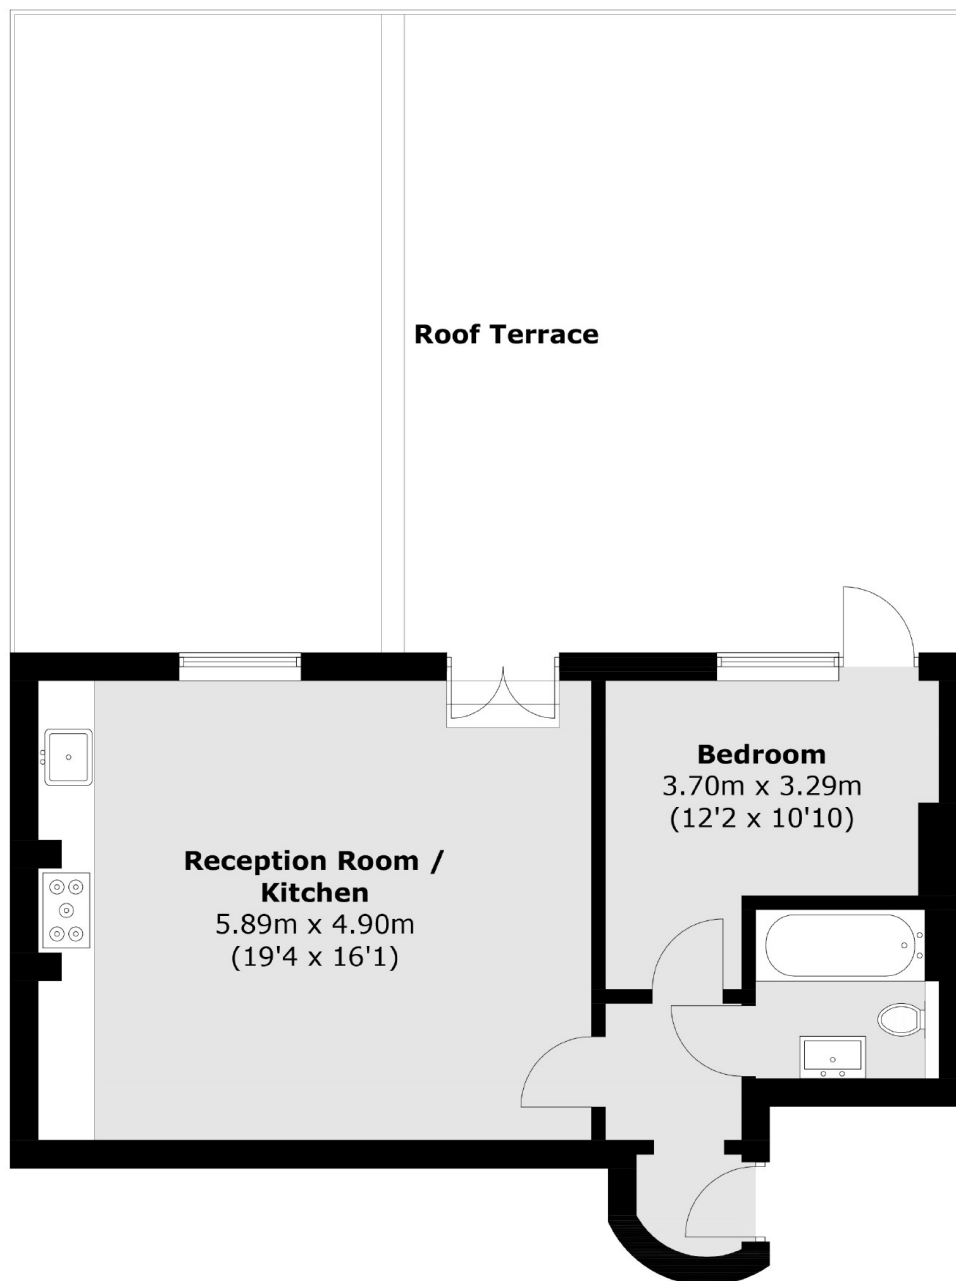 Roof Terrace
Bedroom
3.70m x 3.29m
(12'2 x 10'10)
Reception Room /
Kitchen
5.89m x 4.90m
(19'4 x 16'1)